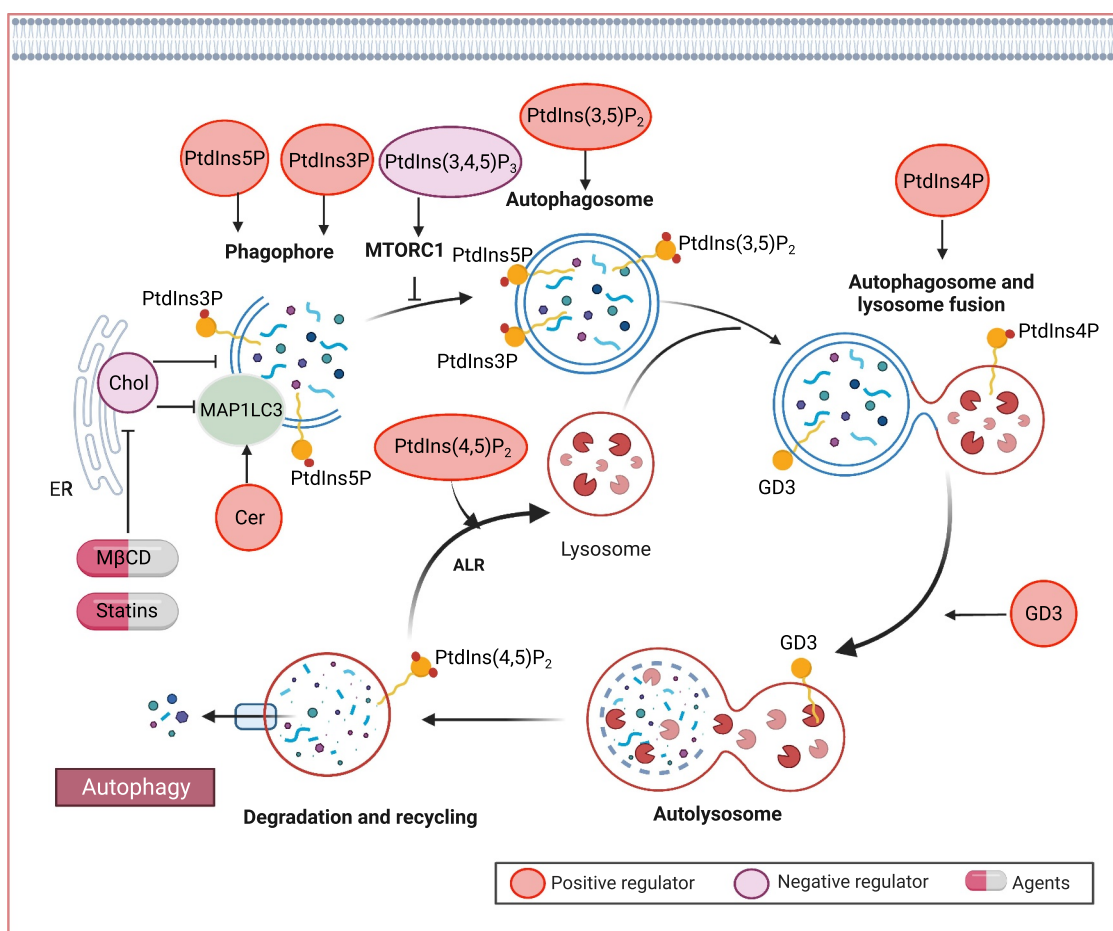 PtdIns(3,5)P₂
PtdIns5P
PtdIns3P
PtdIns(3,4,5)P₃
PtdIns4P
Autophagosome
Phagophore
MTORC1
PtdIns5P
PtdIns(3,5)P₂
Autophagosome and
lysosome fusion
PtdIns3P
PtdIns3P
PtdIns4P
Chol
MAP1LC3
PtdIns(4,5)P₂
PtdIns5P
GD3
ER
Cer
Lysosome
MβCD
ALR
Statins
GD3
GD3
PtdIns(4,5)P₂
Autophagy
Degradation and recycling
Autolysosome
Positive regulator
Negative regulator
Agents